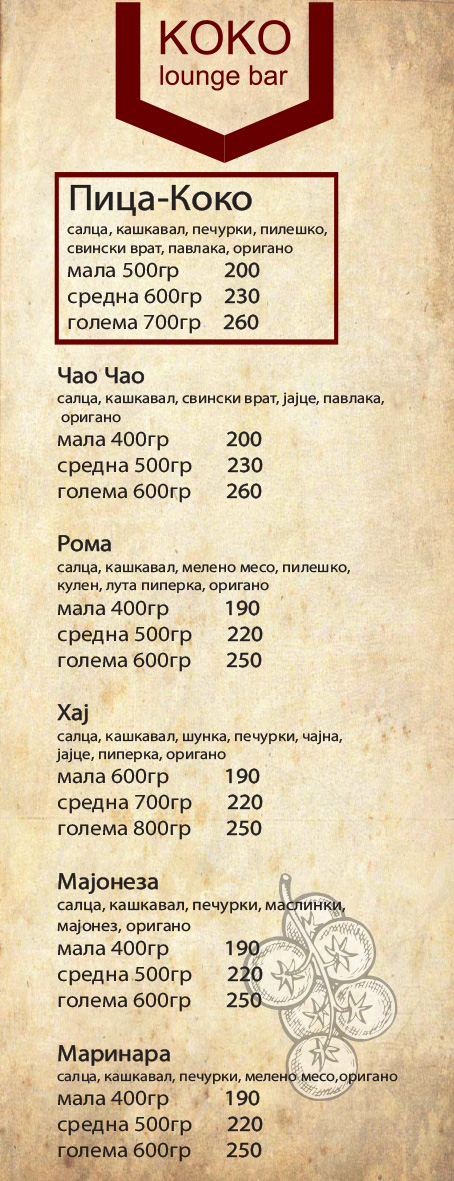 KOKO
lounge bar
Пица-Коко
салца, кашкавал, печурки, пилешко,
свински врат, павлака, оригано
мала 500гр 200
средна 600гр 230
голема 700гр 260
Чао Чао
салца, кашкавал, свински врат, јајце, павлака,
оригано
мала 400гр 200
средна 500гр 230
голема 600гр 260
Рома
салца, кашкавал, мелено месо, пилешко,
кулен, лута пиперка, оригано
мала 400гр 190
средна 500гр 220
голема 600гр 250
Хај
салца, кашкавал, шунка, печурки, чајна,
јајце, пиперка, оригано
мала 600гр 190
средна 700гр 220
голема 800гр 250
Мајонеза
салца, кашкавал, печурки, маслинки,
мајонез, оригано
мала 400гр 190
средна 500гр 220
голема 600гр 250
Маринара
салца, кашкавал, печурки, мелено месо,оригано
мала 400гр 190
средна 500гр 220
голема 600гр 250